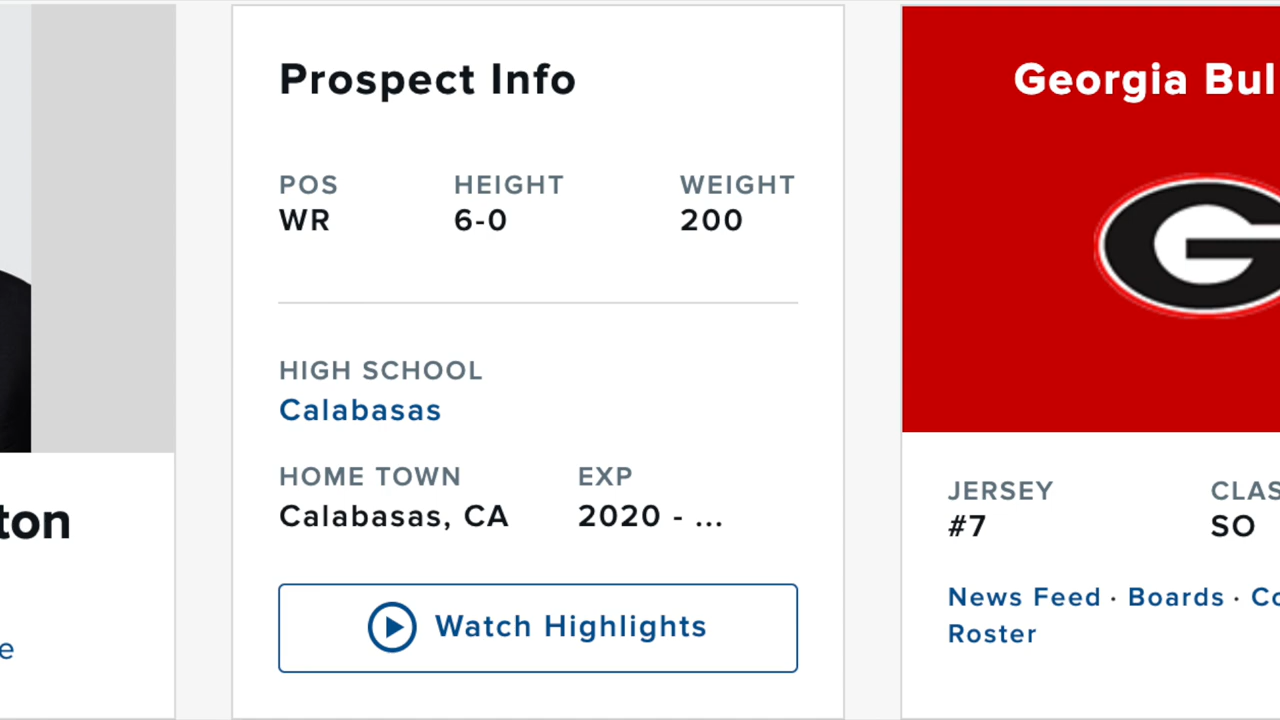 Prospect Info
POS HEIGHT WEIGHT
WR 6-0 200
HIGH SCHOOL
Calabasas
HOME TOWN EXP
Calabasas, CA 2020 - ...
Watch Highlights
ton
e
Georgia Bul
G
JERSEY CLAS
#7 SO
News Feed · Boards · Co
Roster